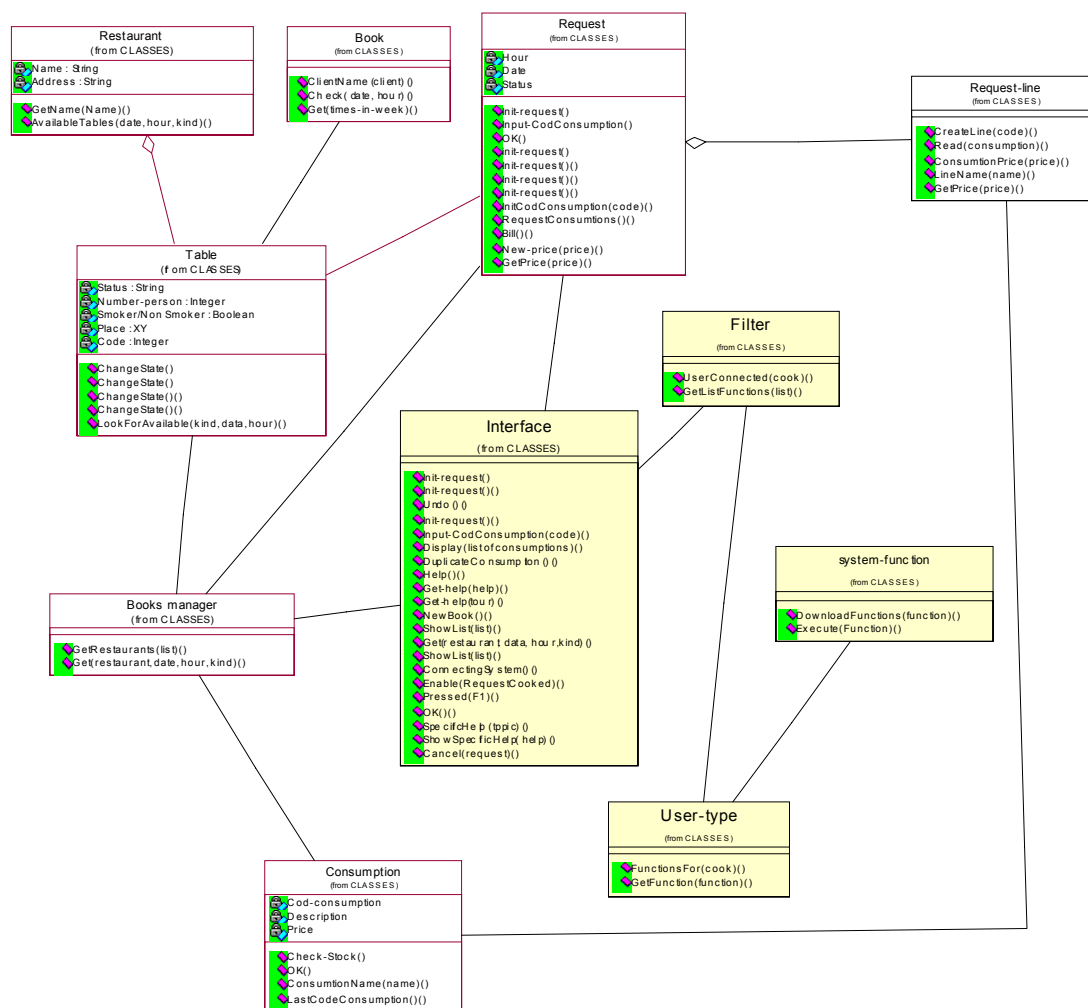 Restaurant
(from CLASSES)
Name : String
Address : String
GetName(Name)()
AvailableTables(date,hour,kind)()
Book
(from CLASSES)
ClientName(client)()
Check( date, hour)()
Get(times-in-week)()
Request
(from CLASSES)
Hour
Date
Status
Init-request()
Input-CodConsumption()
OK()
init-request()
Init-request()()
Init-request()()
Init-request()()
InitCodConsumption(code)()
RequestConsumtions()()
Bill()()
New-price(price)()
GetPrice(price)()
Request-line
(from CLASSES)
CreateLine(code)()
Read(consumption)()
ConsumtionPrice(price)()
LineName(name)()
GetPrice(price)()
Table
(from CLASSES)
Status : String
Number-person : Integer
Smoker/Non Smoker : Boolean
Place : XY
Code : Integer
ChangeState()
ChangeState()
ChangeState()()
ChangeState()()
LookForAvailable(kind,data,hour)()
Filter
(from CLASSES)
UserConnected(cook)()
GetListFunctions(list)()
Interface
(from CLASSES)
Init-request()
Init-request()()
Undo()()
Init-request()()
Input-CodConsumption(code)()
Display(listofconsumptions)()
DuplicateConsumption()()
Help()()
Get-help(help)()
Get-help(tour)()
NewBook()()
ShowList(list)()
Get(restaurant, data, hour,kind)()
ShowList(list)()
ConnectingSystem()()
Enable(RequestCooked)()
Pressed(F1)()
OK()()
SpecifcHelp(tppic)()
ShowSpecificHelp(help)()
Cancel(request)()
system-function
(from CLASSES)
DownloadFunctions(function)()
Execute(Function)()
Books manager
(from CLASSES)
GetRestaurants(list)()
Get(restaurant,date,hour,kind)()
User-type
(from CLASSES)
FunctionsFor(cook)()
GetFunction(function)()
Consumption
(from CLASSES)
Cod-consumption
Description
Price
Check-Stock()
OK()
ConsumtionName(name)()
LastCodeConsumption()()